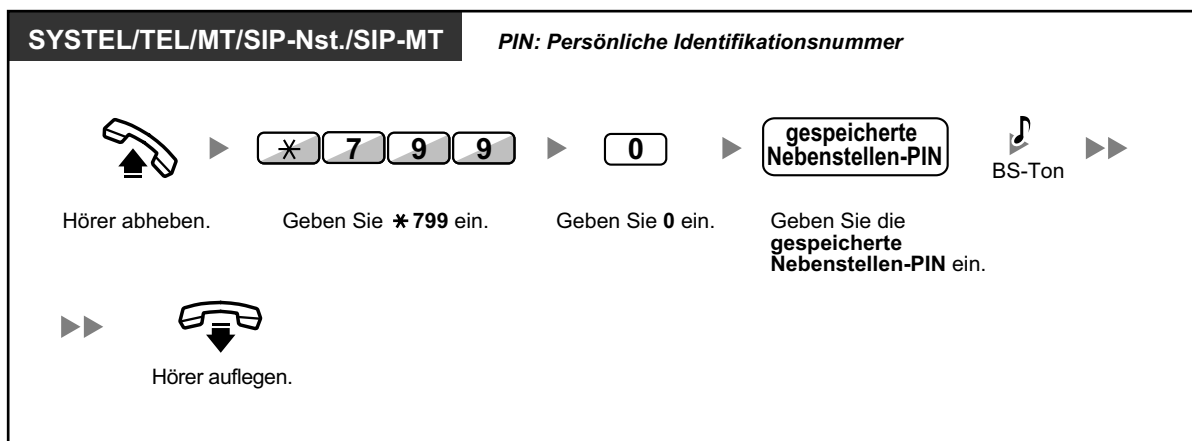 SYSTEL/TEL/MT/SIP-Nst./SIP-MT
PIN: Persönliche Identifikationsnummer
* 7 9 9
0
gespeicherte
Nebenstellen-PIN
BS-Ton
Hörer abheben.
Geben Sie *799 ein.
Geben Sie 0 ein.
Geben Sie die
gespeicherte
Nebenstellen-PIN ein.
Hörer auflegen.